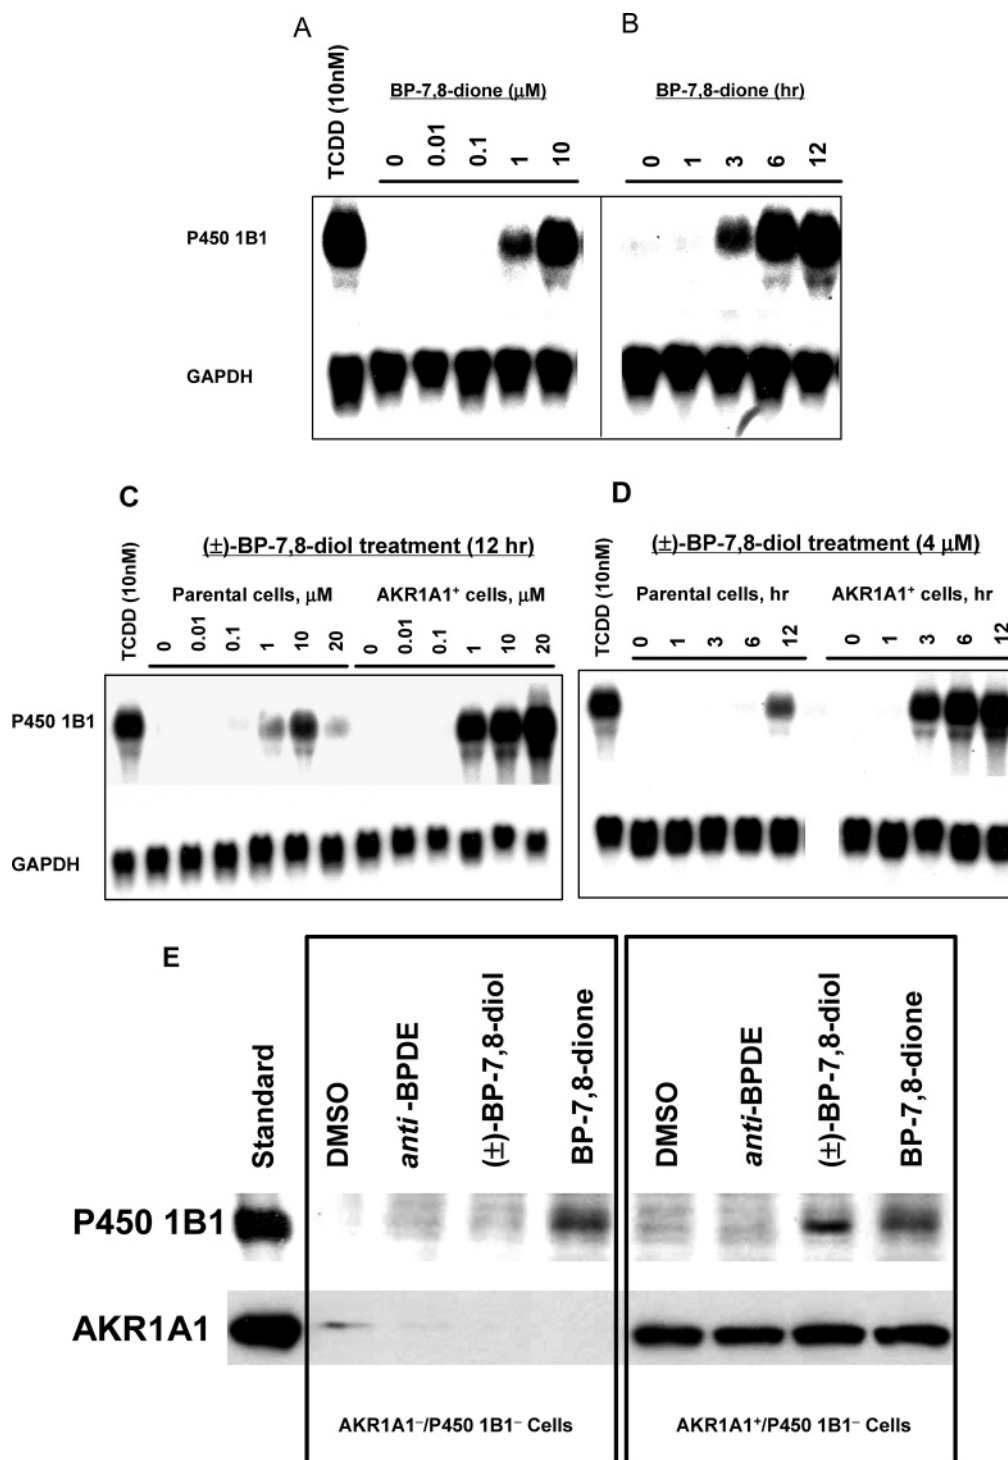 A
B
TCDD (10nM)
BP-7,8-dione (μM)
0 0.01 0.1 1 10
BP-7,8-dione (hr)
0 1 3 6 12
P450 1B1
GAPDH
C
D
TCDD (10nM)
(±)-BP-7,8-diol treatment (12 hr)
Parental cells, μM
0 0.01 0.1 1 10 20
AKR1A1⁺ cells, μM
0 0.01 0.1 1 10 20
TCDD (10nM)
(±)-BP-7,8-diol treatment (4 μM)
Parental cells, hr
0 1 3 6 12
AKR1A1⁺ cells, hr
0 1 3 6 12
P450 1B1
GAPDH
E
Standard
DMSO
anti-BPDE
(±)-BP-7,8-diol
BP-7,8-dione
DMSO
anti-BPDE
(±)-BP-7,8-diol
BP-7,8-dione
P450 1B1
AKR1A1
AKR1A1⁻/P450 1B1⁻ Cells
AKR1A1⁺/P450 1B1⁻ Cells